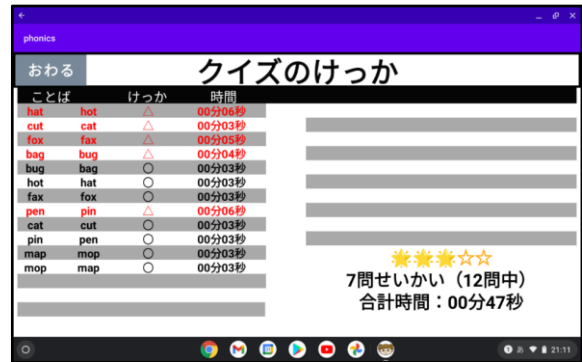 phonics
おわる
クイズのけっか
ことば けっか 時間
hat hot △ 00分06秒
cut cat △ 00分03秒
fox fax △ 00分05秒
bag bug △ 00分04秒
bug bag ○ 00分03秒
hot hat ○ 00分03秒
fax fox ○ 00分03秒
pen pin △ 00分06秒
cat cut ○ 00分03秒
pin pen ○ 00分03秒
map mop ○ 00分03秒
mop map ○ 00分03秒
7問せいかい（12問中）
合計時間：00分47秒
あ 21:11